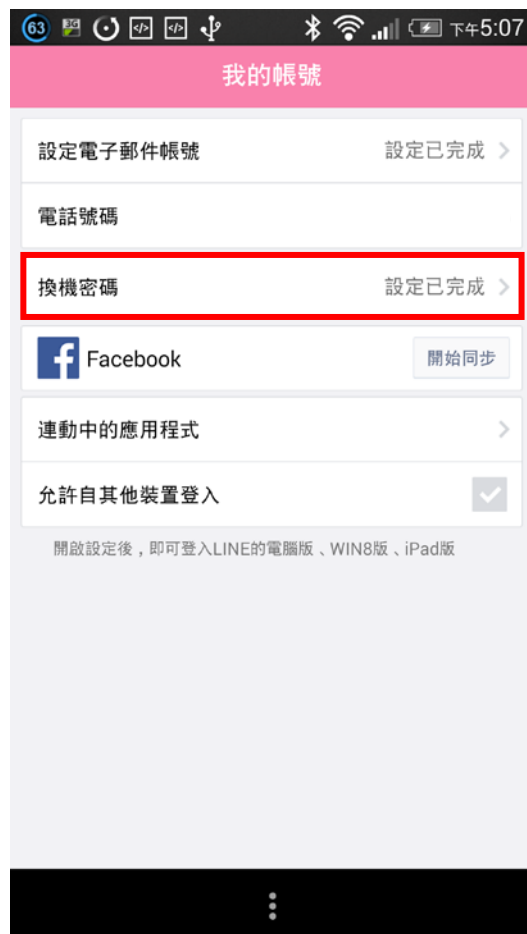 63 3G 下午5:07
我的帳號
設定電子郵件帳號 設定已完成
電話號碼
換機密碼 設定已完成
f Facebook 開始同步
連動中的應用程式
允許自其他裝置登入
開啟設定後，即可登入LINE的電腦版、WIN8版、iPad版